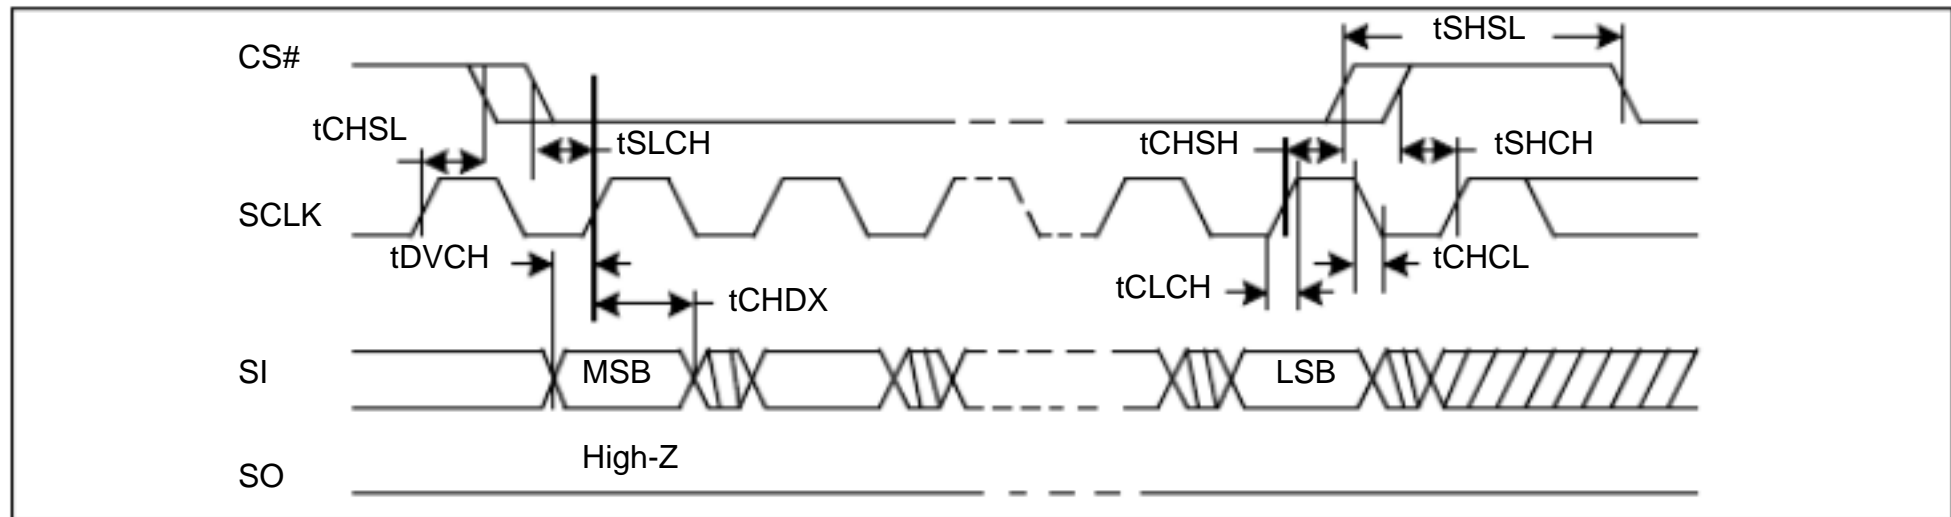 tSHSL
CS#
tCHSL
tSLCH
tCHSH
tSHCH
SCLK
tDVCH
tCHCL
tCLCH
tCHDX
SI
MSB
LSB
High-Z
SO